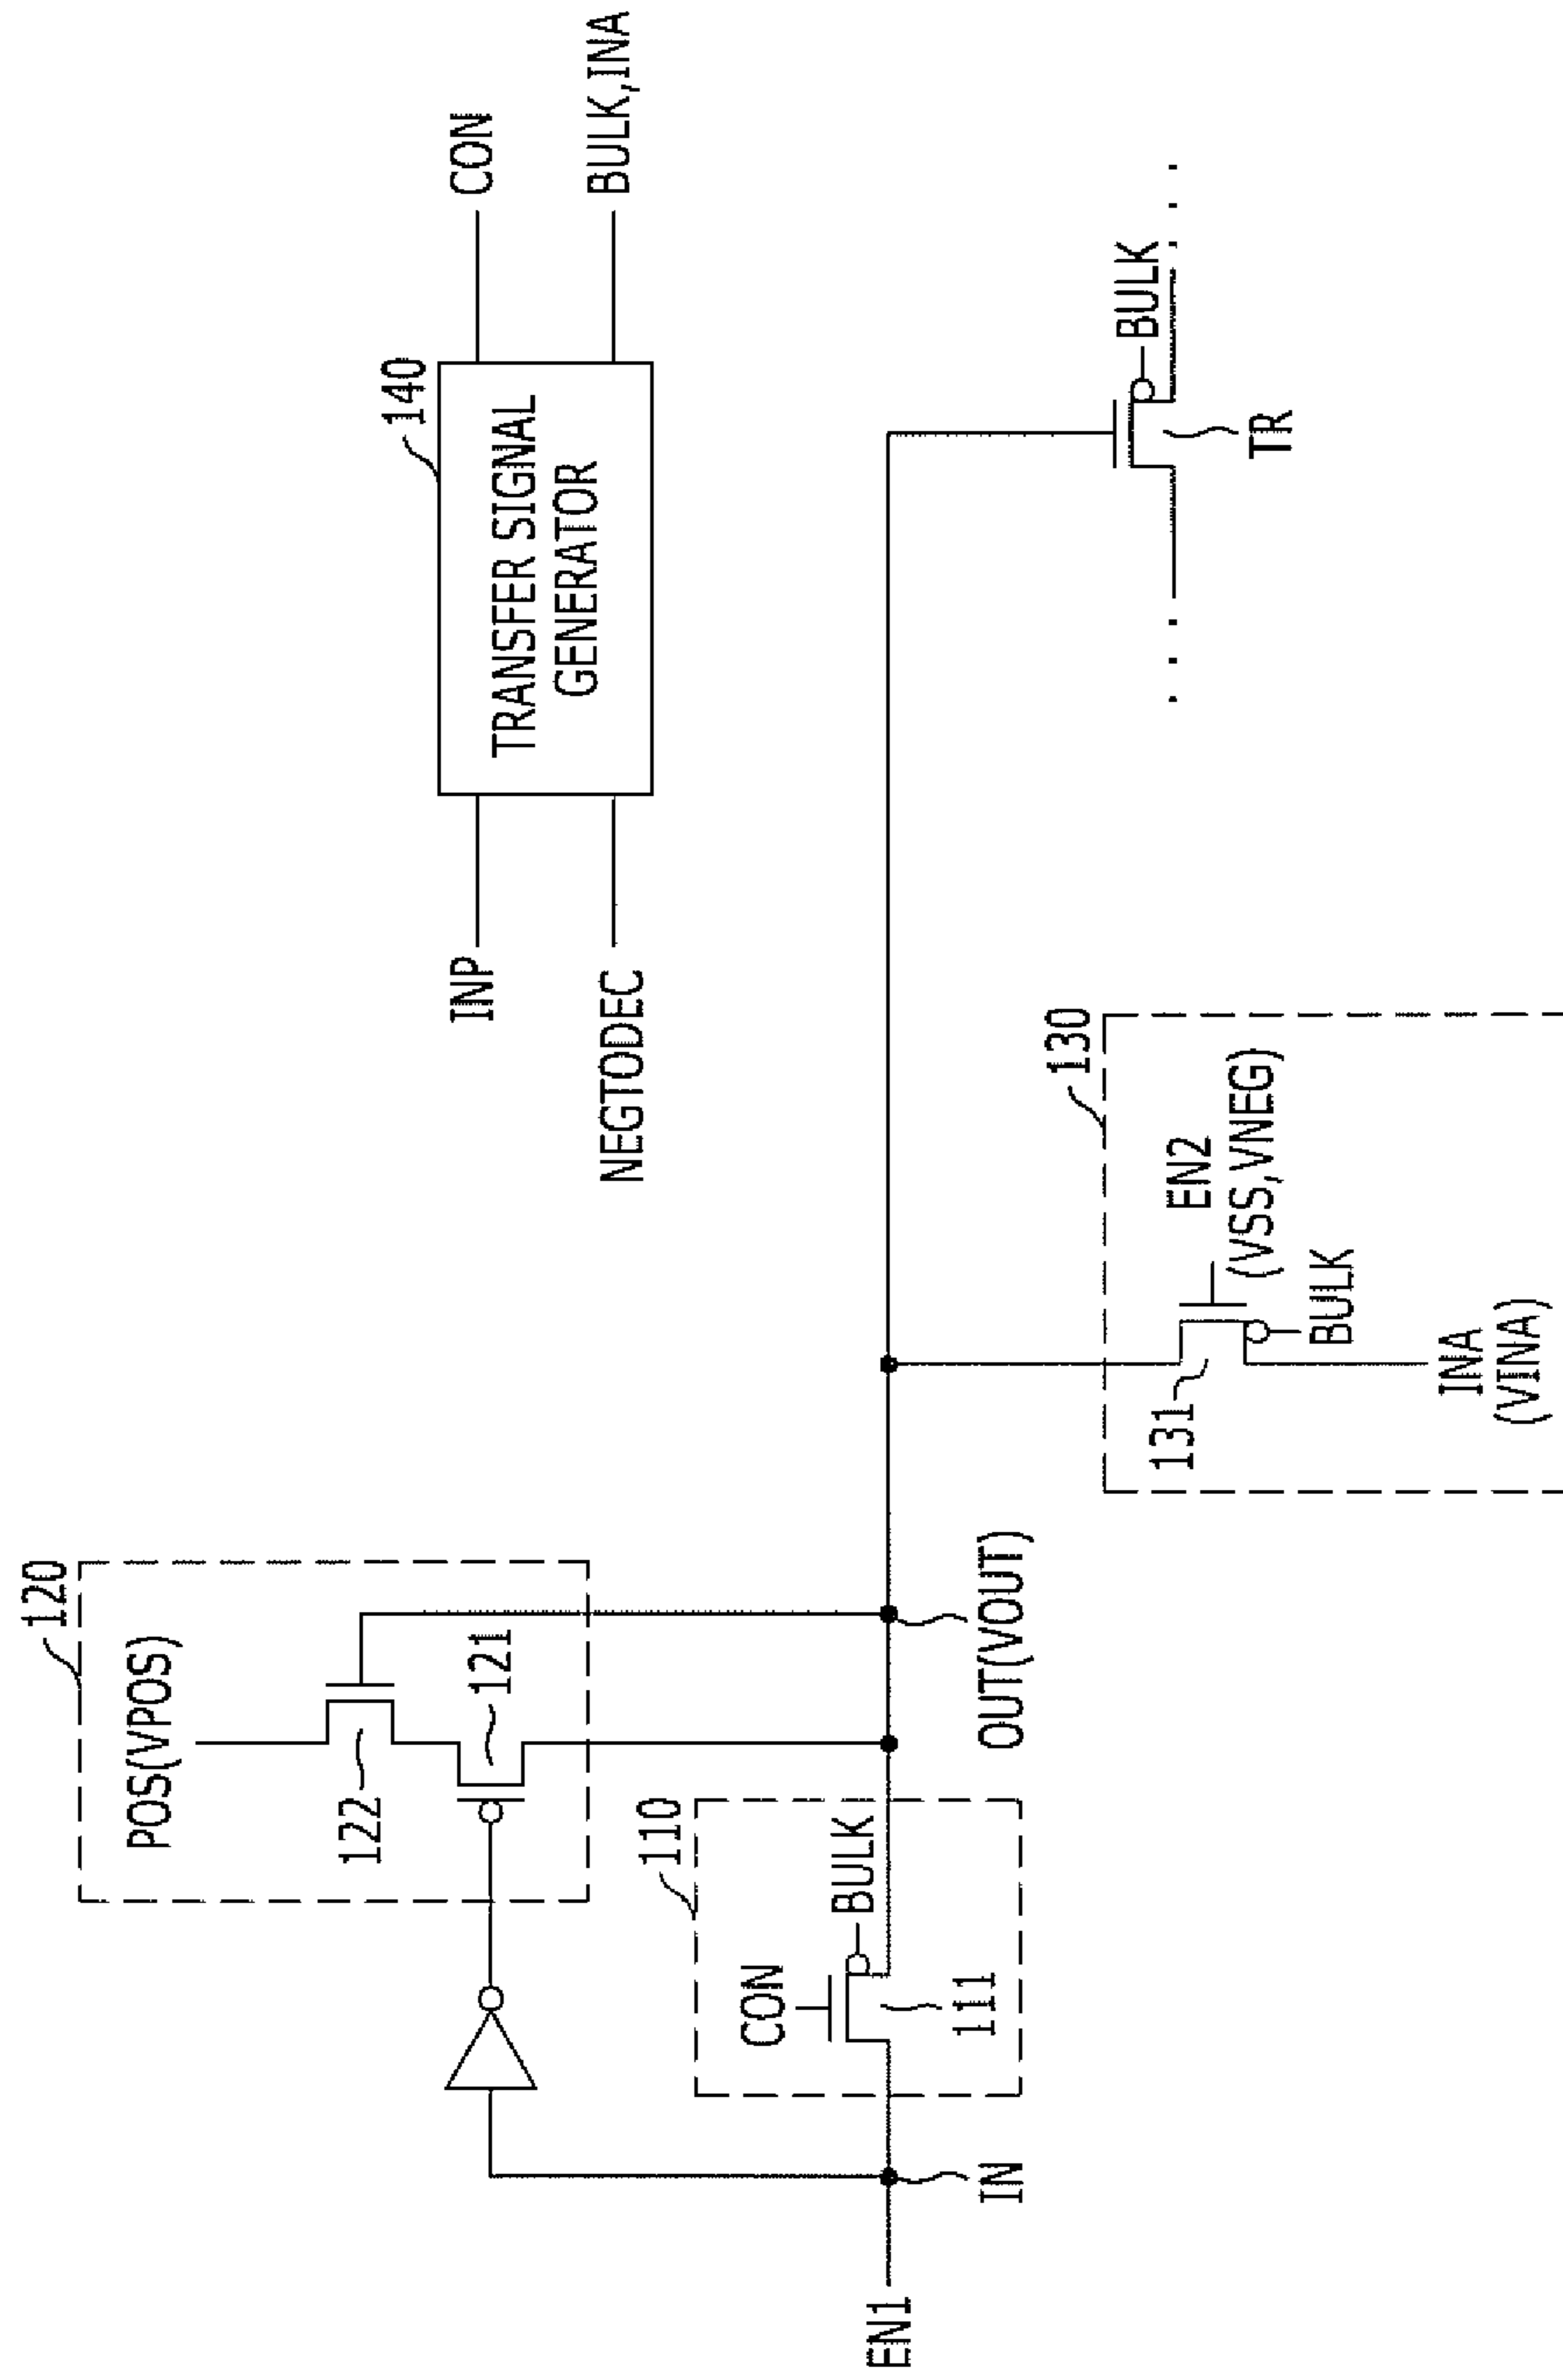 120
POS(VPOS)
122
121
110
CON
BULK
111
EN1
IN
OUT(VOUT)
INP
NEGTODEC
140
TRANSFER SIGNAL
GENERATOR
CON
BULK,INA
130
EN2
(VSS,VNEG)
131
BULK
INA
(VINA)
BULK
TR